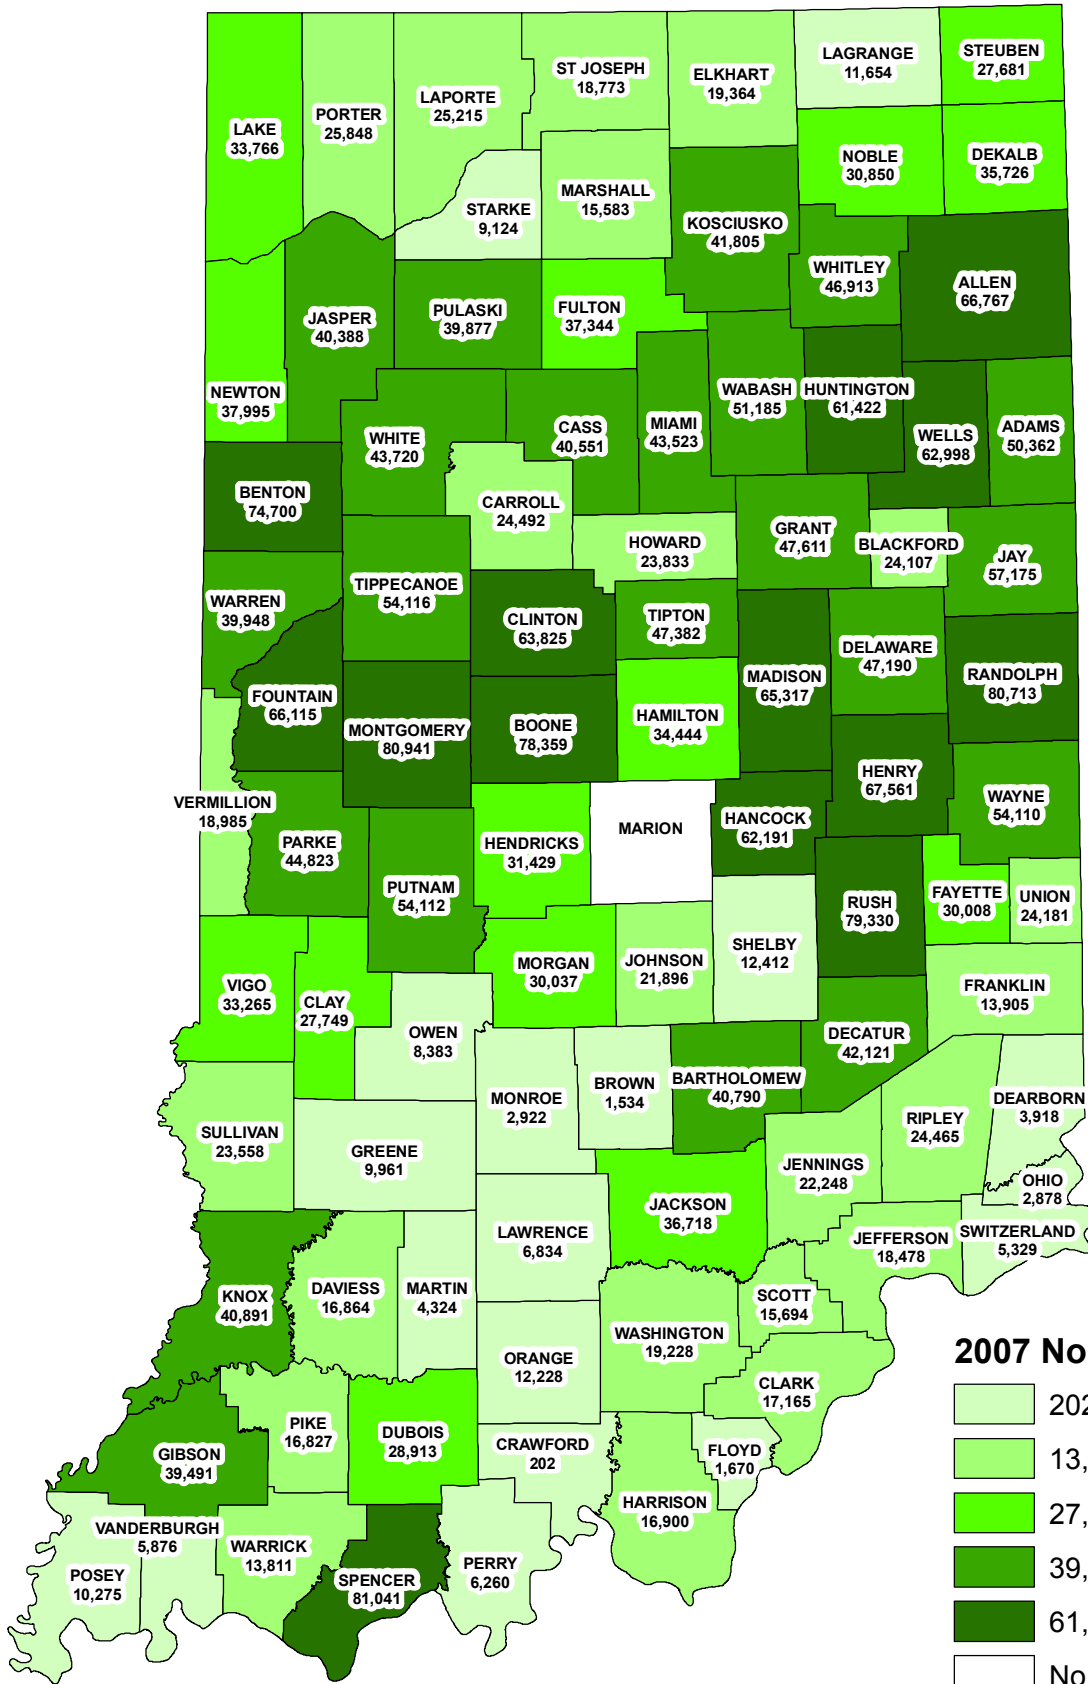 LAGRANGE
11,654
STEUBEN
27,681
ST JOSEPH
18,773
ELKHART
19,364
LAPORTE
25,215
PORTER
25,848
LAKE
33,766
NOBLE
30,850
DEKALB
35,726
MARSHALL
15,583
STARKE
9,124
KOSCIUSKO
41,805
WHITLEY
46,913
ALLEN
66,767
JASPER
40,388
PULASKI
39,877
FULTON
37,344
NEWTON
37,995
WABASH
51,185
HUNTINGTON
61,422
WELLS
62,998
ADAMS
50,362
WHITE
43,720
CASS
40,551
MIAMI
43,523
BENTON
74,700
CARROLL
24,492
HOWARD
23,833
GRANT
47,611
BLACKFORD
24,107
JAY
57,175
WARREN
39,948
TIPPECANOE
54,116
CLINTON
63,825
TIPTON
47,382
DELAWARE
47,190
MADISON
65,317
RANDOLPH
80,713
FOUNTAIN
66,115
MONTGOMERY
80,941
BOONE
78,359
HAMILTON
34,444
HENRY
67,561
WAYNE
54,110
VERMILLION
18,985
PARKE
44,823
PUTNAM
54,112
HENDRICKS
31,429
MARION
HANCOCK
62,191
RUSH
79,330
FAYETTE
30,008
UNION
24,181
VIGO
33,265
CLAY
27,749
MORGAN
30,037
JOHNSON
21,896
SHELBY
12,412
FRANKLIN
13,905
OWEN
8,383
DECATUR
42,121
MONROE
2,922
BROWN
1,534
BARTHOLOMEW
40,790
RIPLEY
24,465
DEARBORN
3,918
SULLIVAN
23,558
GREENE
9,961
JENNINGS
22,248
OHIO
2,878
JACKSON
36,718
LAWRENCE
6,834
JEFFERSON
18,478
SWITZERLAND
5,329
KNOX
40,891
DAVIESS
16,864
MARTIN
4,324
SCOTT
15,694
WASHINGTON
19,228
ORANGE
12,228
CLARK
17,165
PIKE
16,827
DUBOIS
28,913
CRAWFORD
202
FLOYD
1,670
GIBSON
39,491
HARRISON
16,900
VANDERBURGH
5,876
WARRICK
13,811
POSEY
10,275
SPENCER
81,041
PERRY
6,260
2007 No
202
13,
27,
39,
61,
No